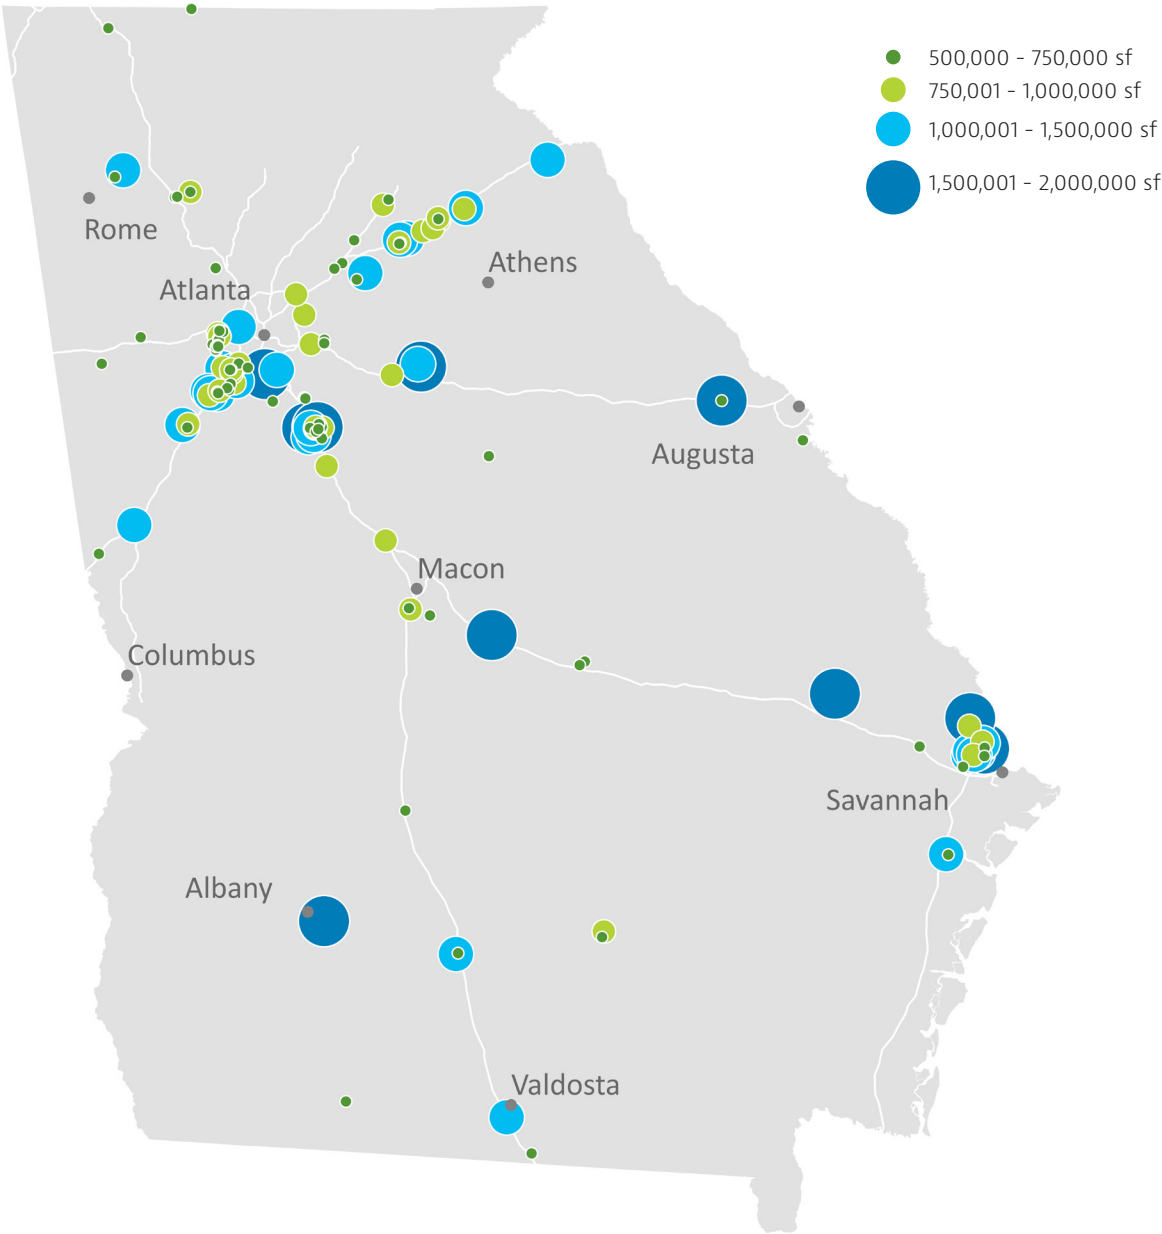 500,000 - 750,000 sf
750,001 - 1,000,000 sf
1,000,001 - 1,500,000 sf
1,500,001 - 2,000,000 sf
Rome
Athens
Atlanta
Augusta
Macon
Columbus
Savannah
Albany
Valdosta